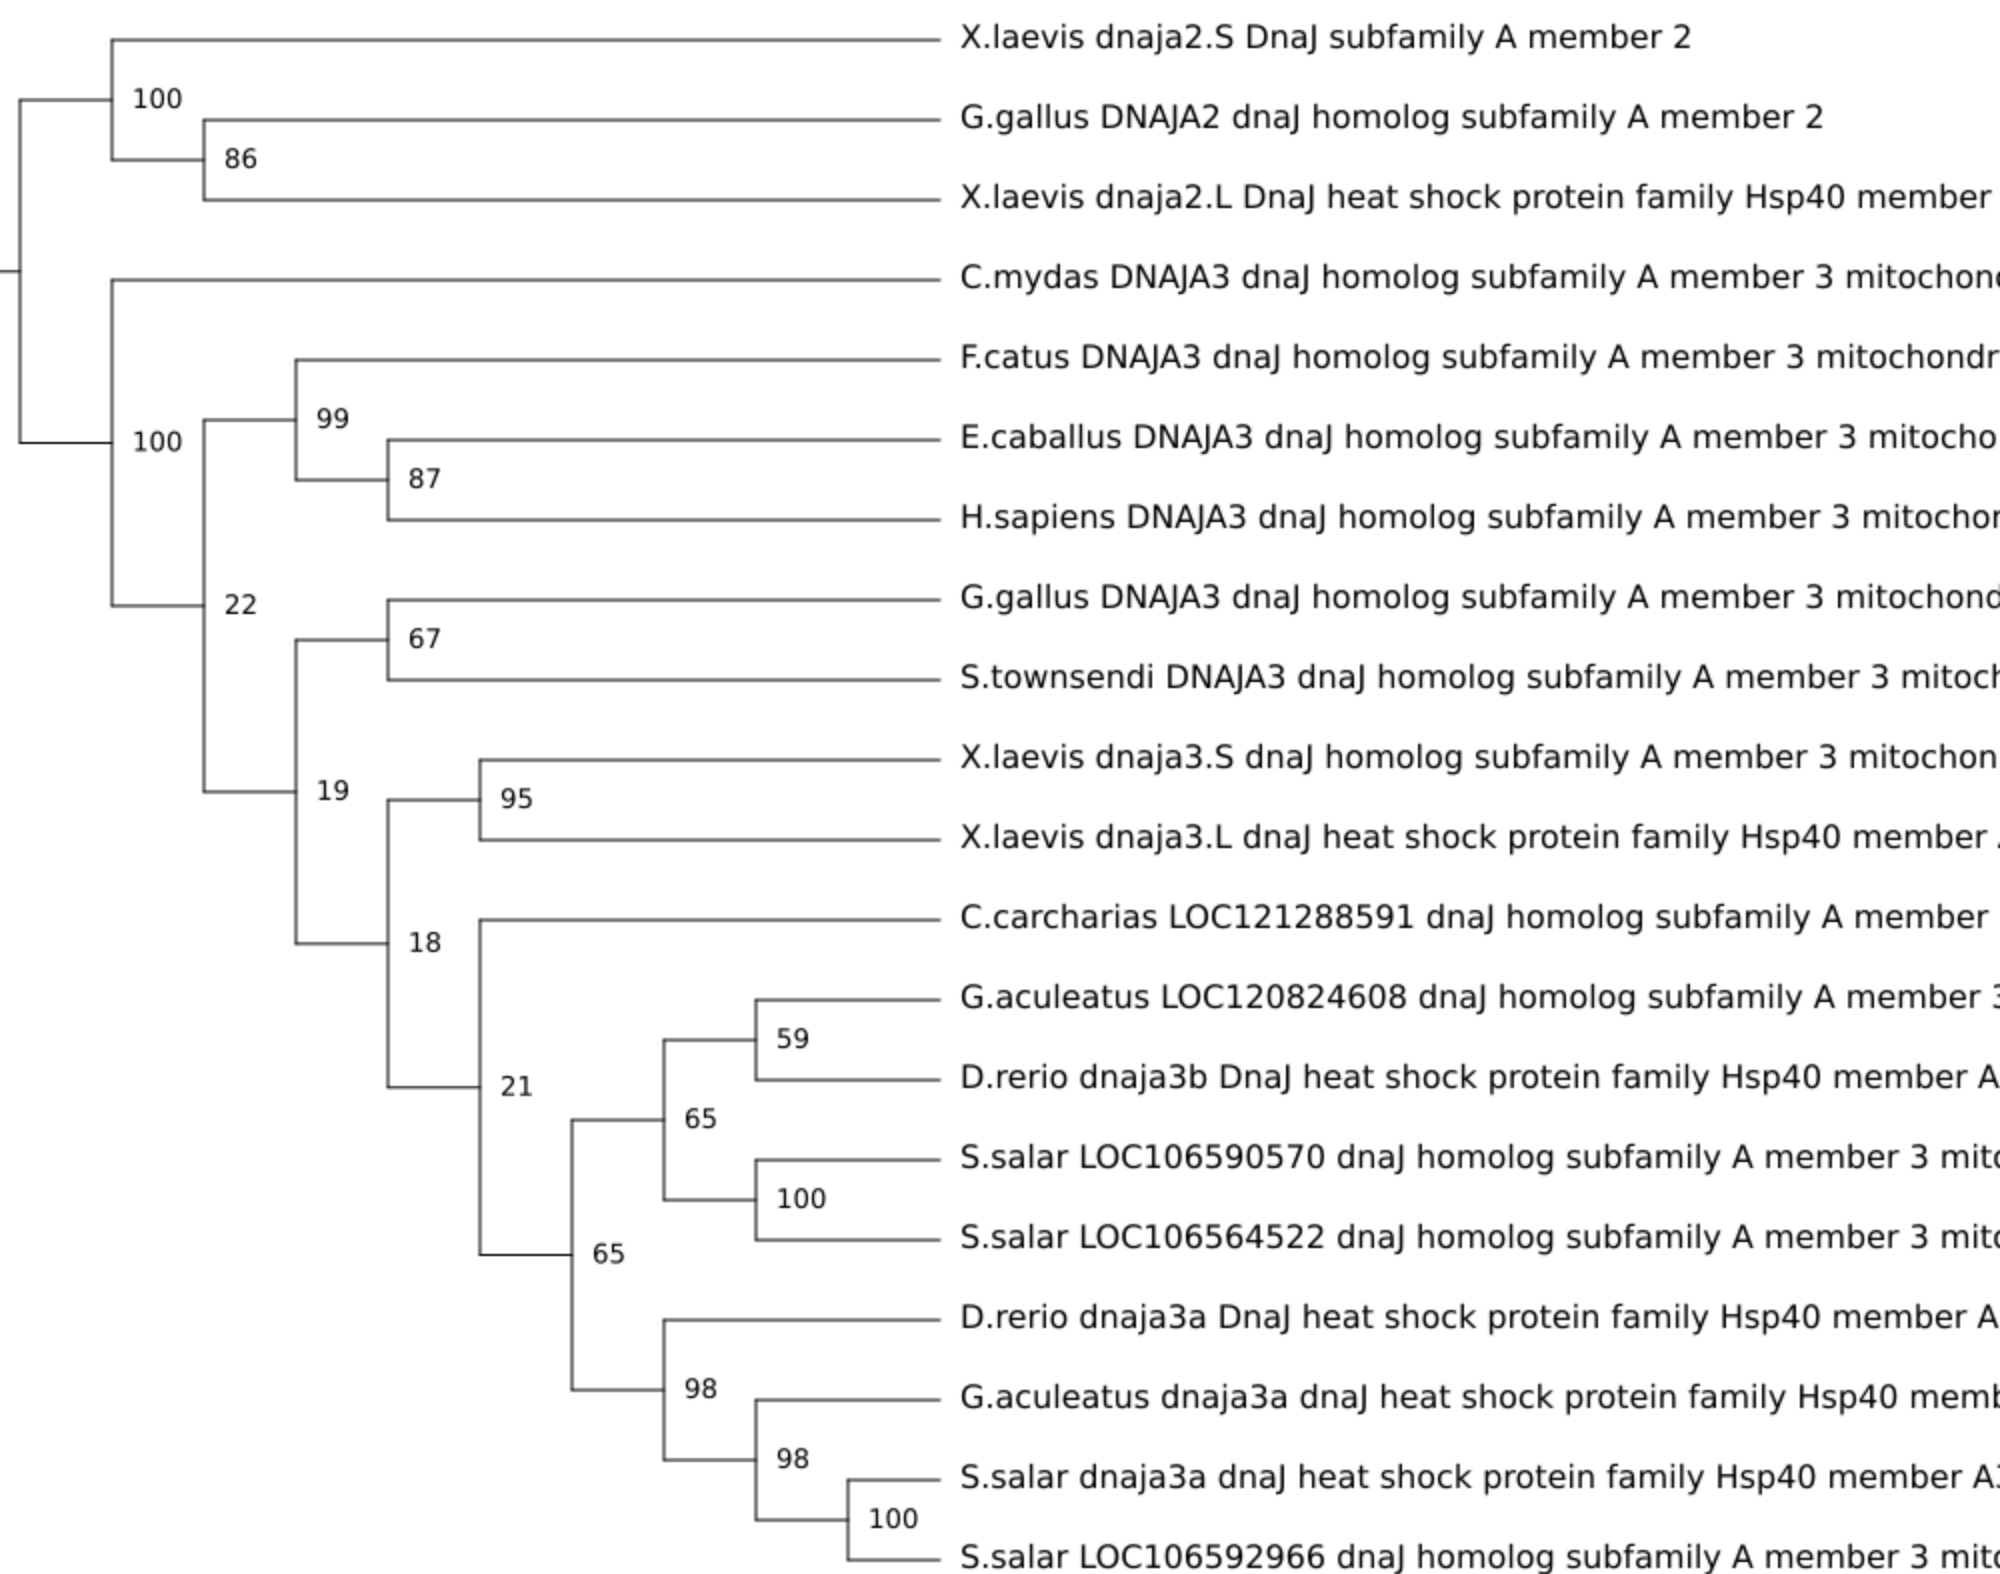 X.laevis dnaja2.S DnaJ subfamily A member 2
100
G.gallus DNAJA2 dnaJ homolog subfamily A member 2
86
X.laevis dnaja2.L DnaJ heat shock protein family Hsp40 member
C.mydas DNAJA3 dnaJ homolog subfamily A member 3
F.catus DNAJA3 dnaJ homolog subfamily A member 3
99
E.caballus DNAJA3 dnaJ homolog subfamily A member 3
100
87
H.sapiens DNAJA3 dnaJ homolog subfamily A member 3
G.gallus DNAJA3 dnaJ homolog subfamily A member 3
22
67
S.townsendi DNAJA3 dnaJ homolog subfamily A member 3
X.laevis dnaja3.S dnaJ homolog subfamily A member 3
19
95
X.laevis dnaja3.L dnaJ heat shock protein family Hsp40 member
C.carcharias LOC121288591 dnaJ homolog subfamily A member
18
G.aculeatus LOC120824608 dnaJ homolog subfamily A member
59
D.rerio dnaja3b DnaJ heat shock protein family Hsp40 member A
21
65
S.salar LOC106590570 dnaJ homolog subfamily A member 3
100
S.salar LOC106564522 dnaJ homolog subfamily A member 3
65
D.rerio dnaja3a DnaJ heat shock protein family Hsp40 member A
98
G.aculeatus dnaja3a dnaJ heat shock protein family Hsp40
98
S.salar dnaja3a dnaJ heat shock protein family Hsp40 member
100
S.salar LOC106592966 dnaJ homolog subfamily A member 3